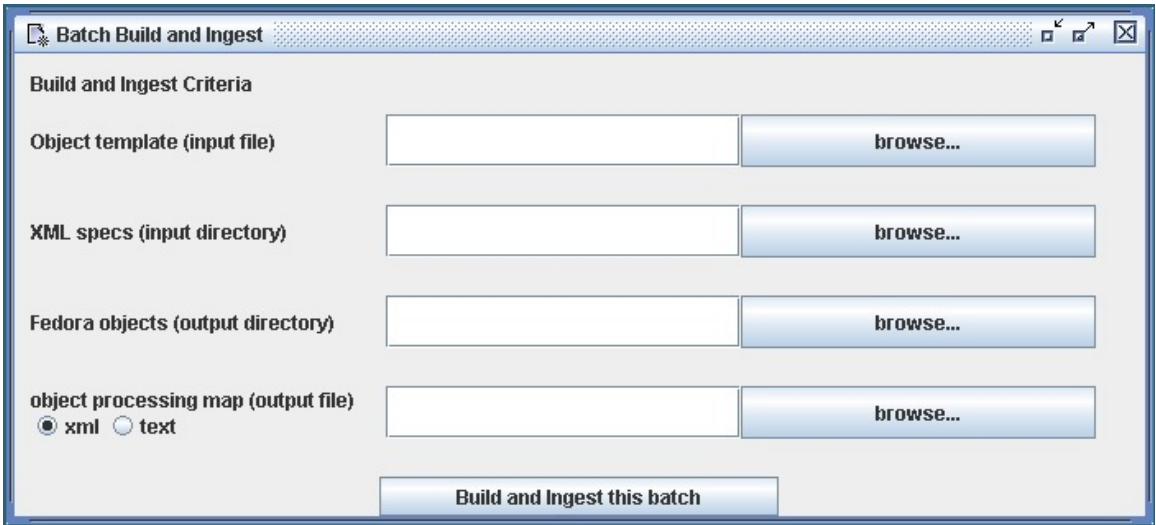 Batch Build and Ingest
Build and Ingest Criteria
Object template (input file) browse...
XML specs (input directory) browse...
Fedora objects (output directory) browse...
object processing map (output file)
xml text browse...
Build and Ingest this batch